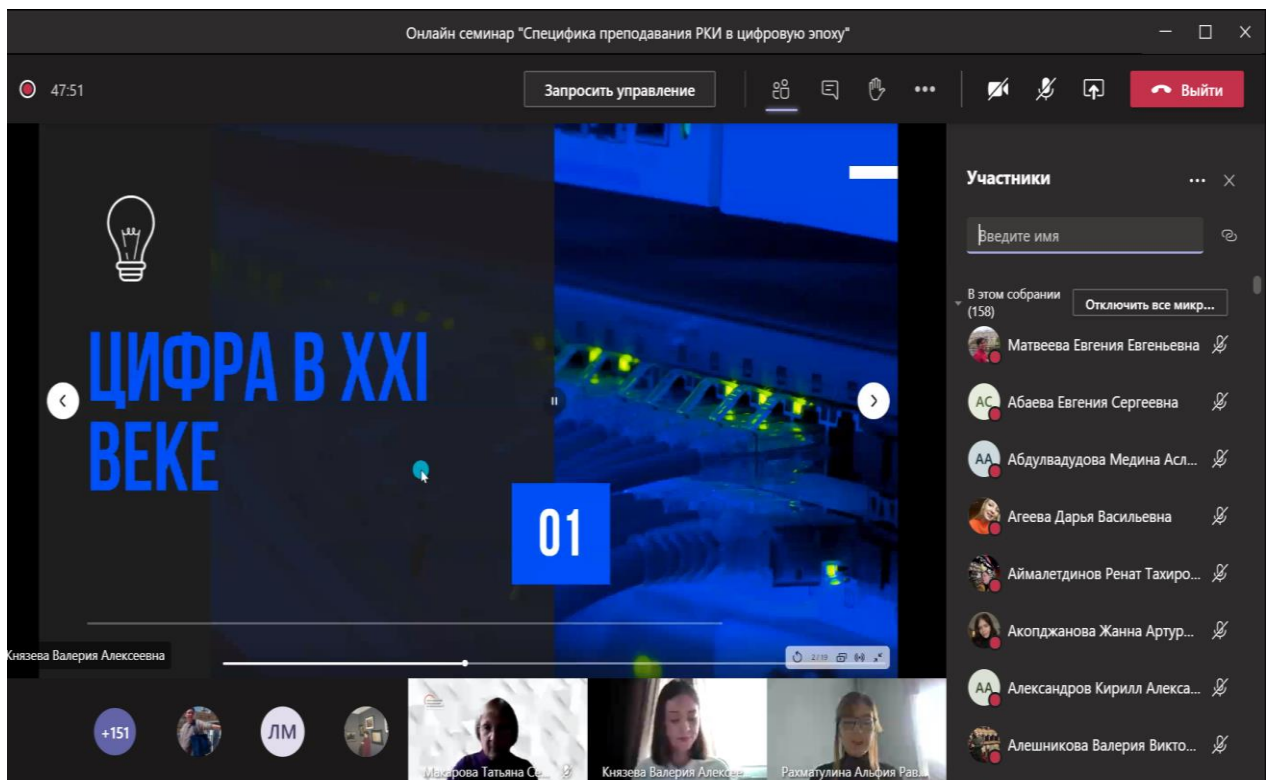 Онлайн семинар "Специфика преподавания РКИ в цифровую эпоху"
47:51
Запросить управление
Выйти
ЦИФРА В XXI
ВЕКЕ
01
Князева Валерия Алексеевна
2/19
Участники
Введите имя
В этом собрании
(158)
Отключить все микр...
Матвеева Евгения Евгеньевна
АС Абаева Евгения Сергеевна
АА Абдулвадудова Медина Асл...
Агеева Дарья Васильевна
Аймалетдинов Ренат Тахиро...
Акопджанова Жанна Артур...
АА Александров Кирилл Алекса...
Алешникова Валерия Викто...
+151
ЛМ
Макарова Татьяна Се...
Князева Валерия Алексее
Рахматулина Альфия Рав...